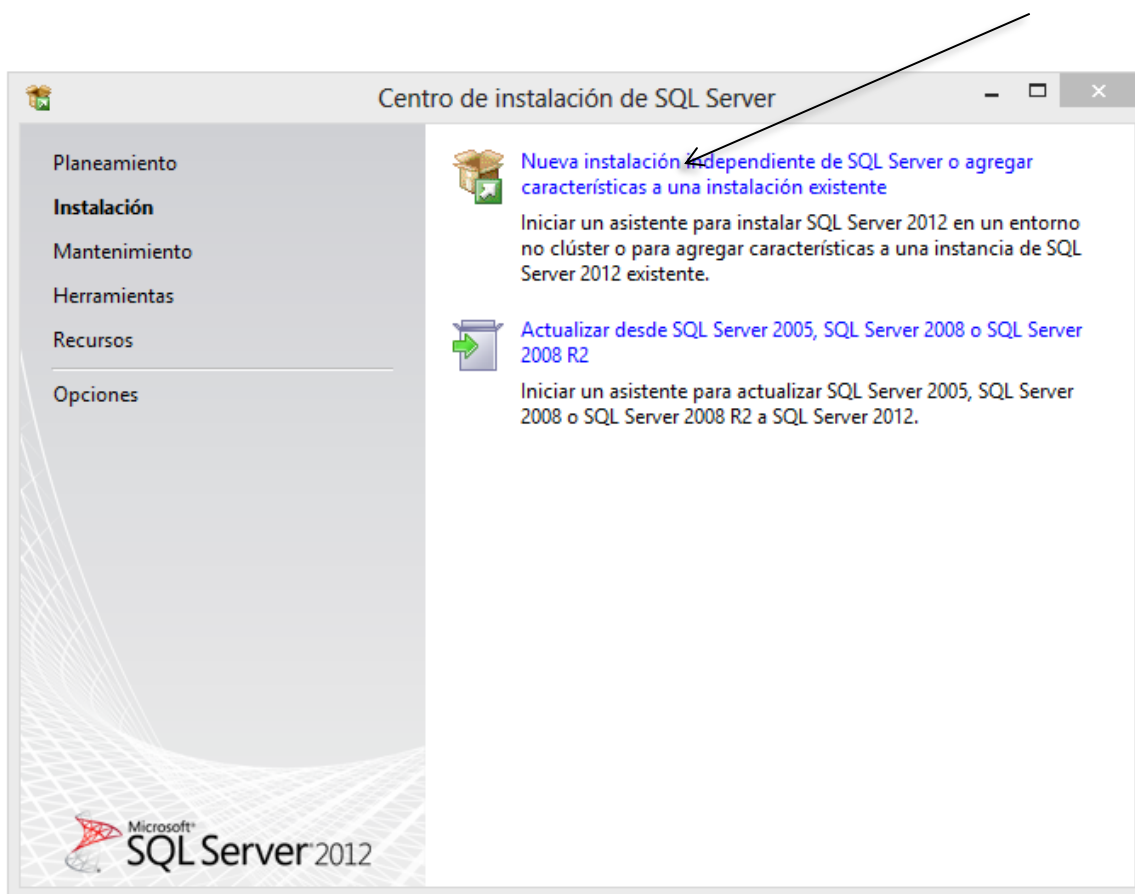 Centro de instalación de SQL Server
Planeamiento
Instalación
Mantenimiento
Herramientas
Recursos
Opciones
Nueva instalación independiente de SQL Server o agregar
características a una instalación existente
Iniciar un asistente para instalar SQL Server 2012 en un entorno
no clúster o para agregar características a una instancia de SQL
Server 2012 existente.
Actualizar desde SQL Server 2005, SQL Server 2008 o SQL Server
2008 R2
Iniciar un asistente para actualizar SQL Server 2005, SQL Server
2008 o SQL Server 2008 R2 a SQL Server 2012.
Microsoft®
SQL Server® 2012